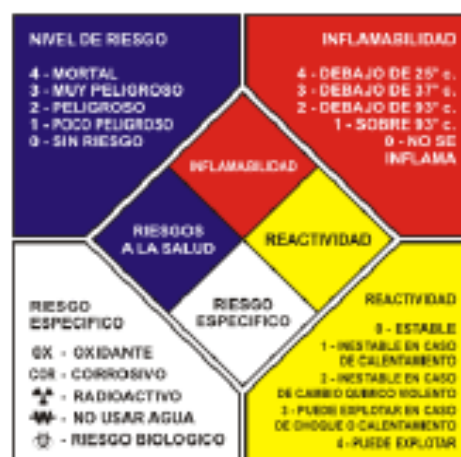 NIVEL DE RIESGO
4 - MORTAL
3 - MUY PELIGROSO
2 - PELIGROSO
1 - POCO PELIGROSO
0 - SIN RIESGO
INFLAMABILIDAD
4 - DEBAJO DE 25° c.
3 - DEBAJO DE 37° c.
2 - DEBAJO DE 93° c.
1 - SOBRE 93° c.
0 - NO SE
INFLAMA
INFLAMABILIDAD
RIESGOS
A LA SALUD
REACTIVIDAD
RIESGO
ESPECIFICO
RIESGO
ESPECIFICO
OX - OXIDANTE
COR - CORROSIVO
- RADIOACTIVO
W - NO USAR AGUA
- RIESGO BIOLOGICO
REACTIVIDAD
0 - ESTABLE
1 - INESTABLE EN CASO
DE CALENTAMIENTO
2 - INESTABLE EN CASO
DE CAMBIO QUIMICO VIOLENTO
3 - PUEDE EXPLOTAR EN CASO
DE CHOQUE O CALENTAMIENTO
4 - PUEDE EXPLOTAR